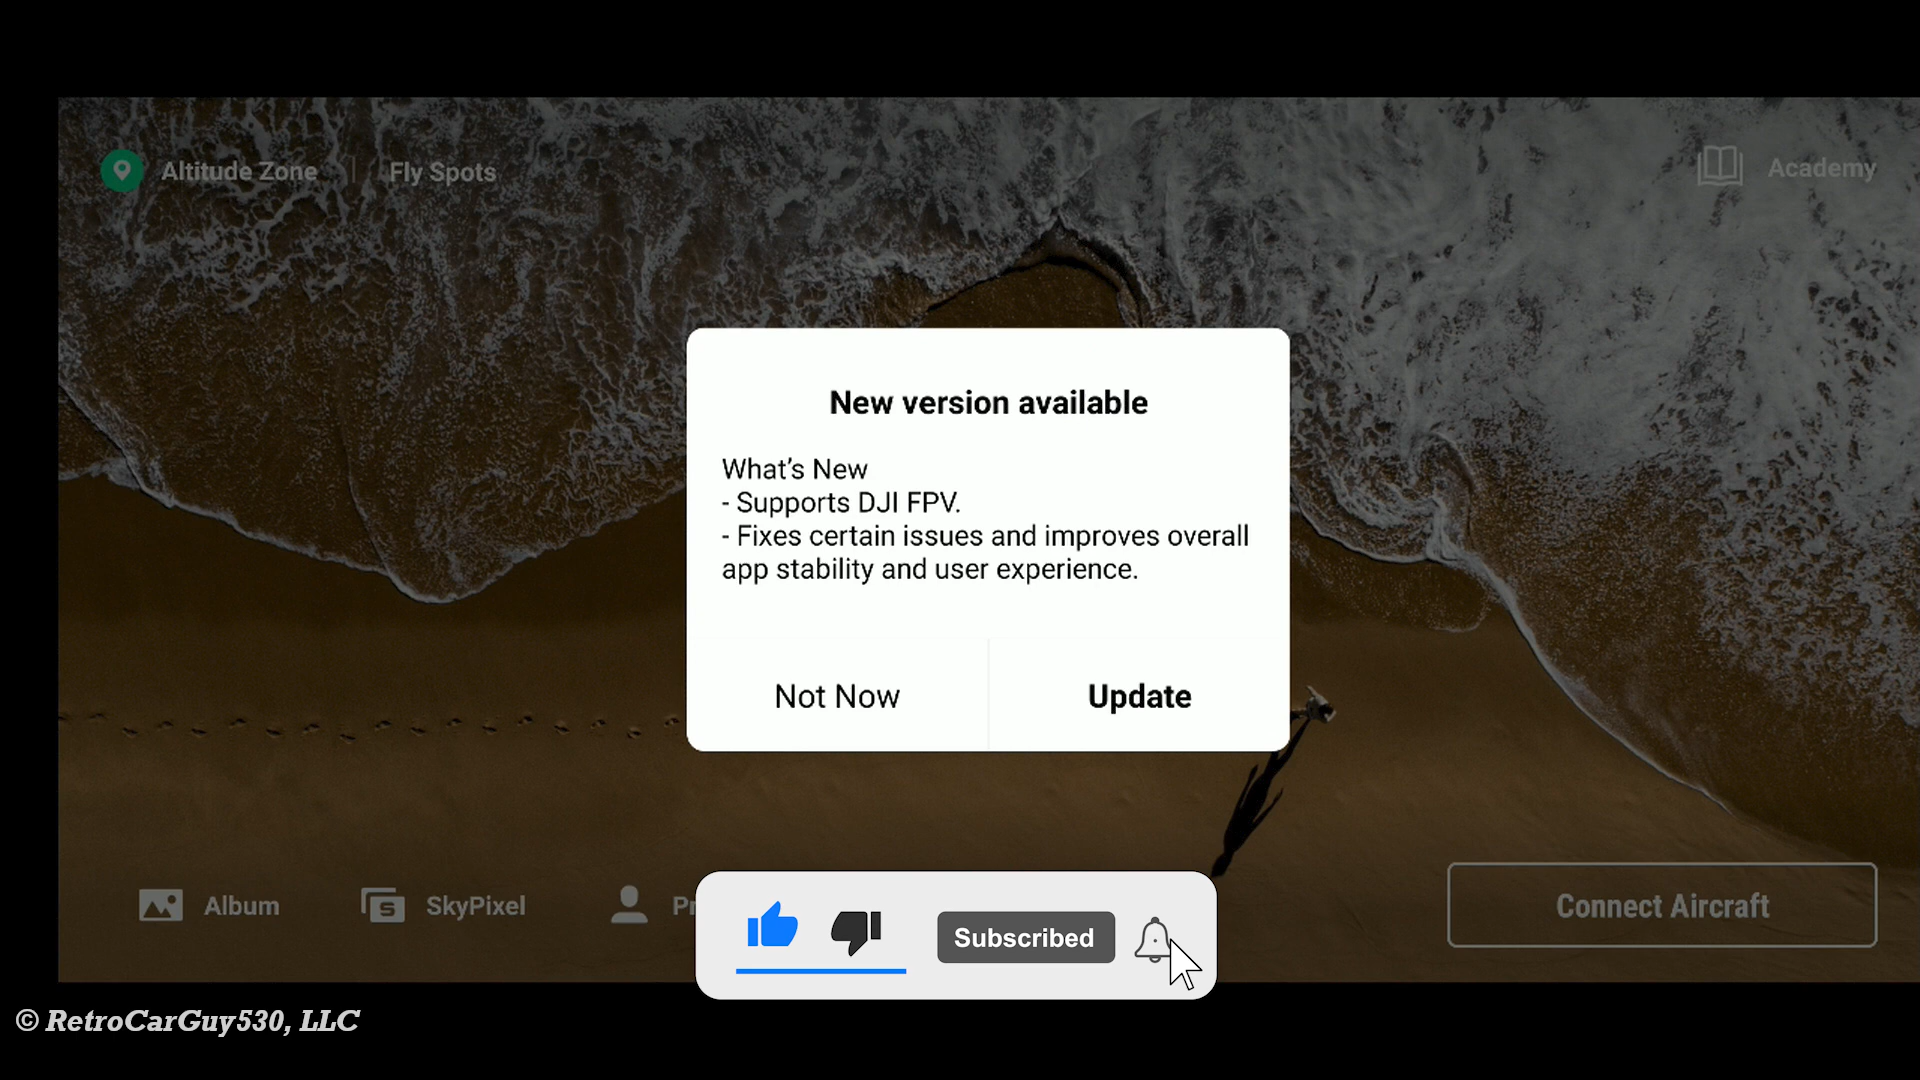 Altitude Zone | Fly Spots
Academy
New version available
What's New
- Supports DJI FPV.
- Fixes certain issues and improves overall
app stability and user experience.
Not Now
Update
Album
SkyPixel
Connect Aircraft
Subscribed
© RetroCarGuy530, LLC